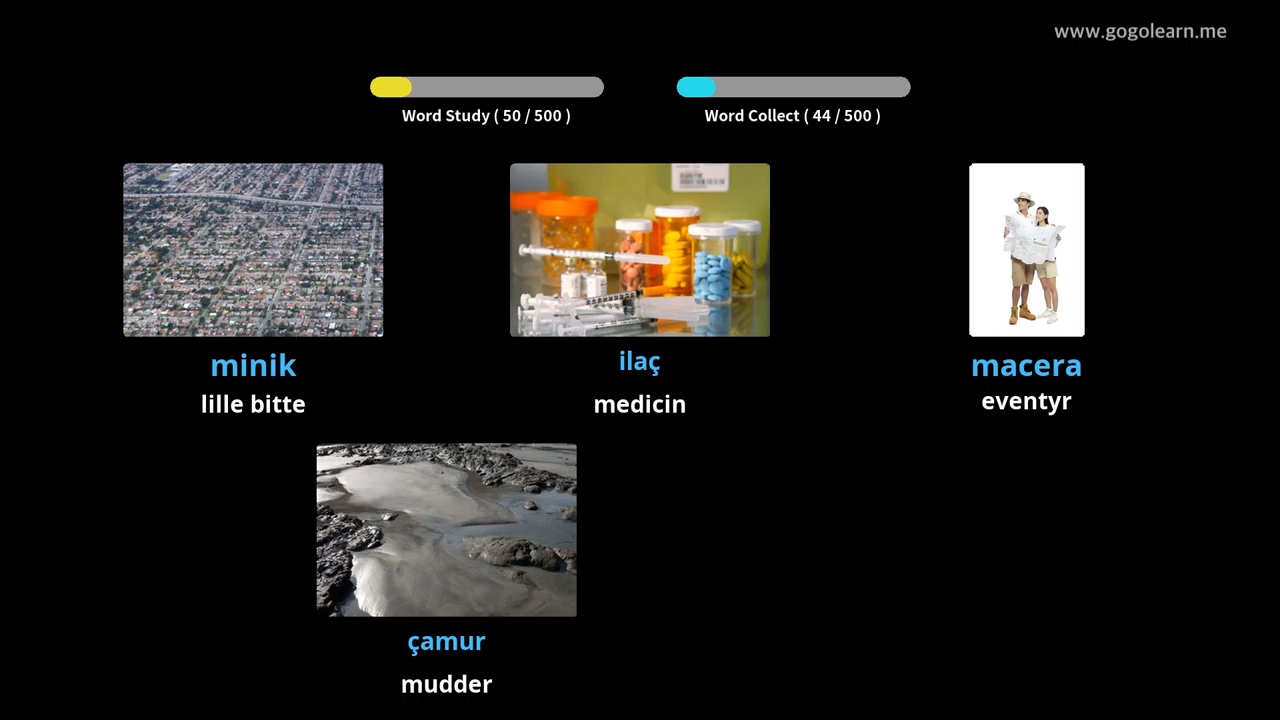 www.gogolearn.me
Word Study ( 50 / 500 )
Word Collect ( 44 / 500 )
minik
lille bitte
ilaç
medicin
macera
eventyr
çamur
mudder